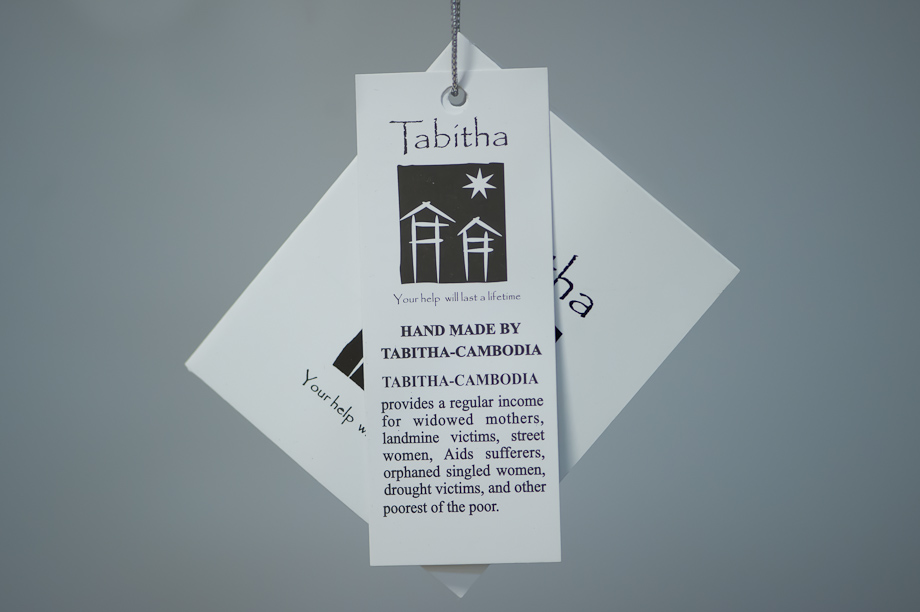 Tabitha
Your help will last a lifetime
HAND MADE BY
TABITHA-CAMBODIA
TABITHA-CAMBODIA
provides a regular income
for widowed mothers,
landmine victims, street
women, Aids sufferers,
orphaned singled women,
drought victims, and other
poorest of the poor.
tha
Your help w